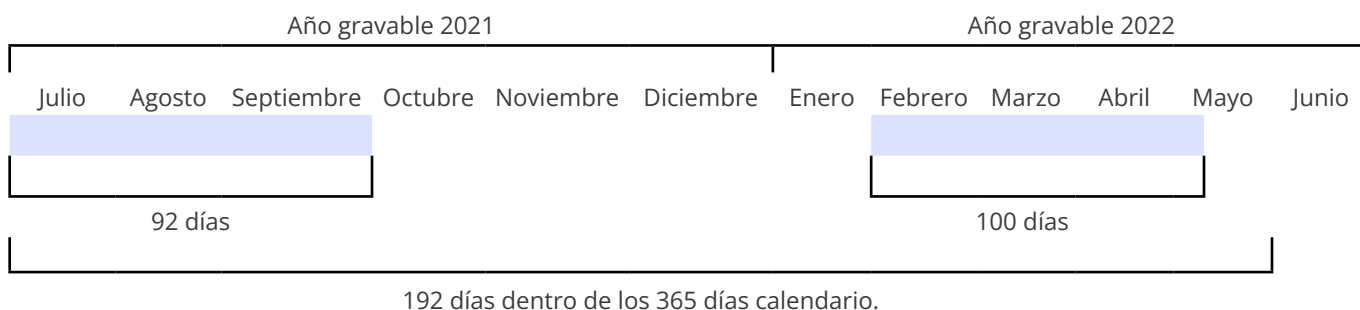 Año gravable 2021 Año gravable 2022
Julio Agosto Septiembre Octubre Noviembre Diciembre Enero Febrero Marzo Abril Mayo Junio
92 días 100 días
192 días dentro de los 365 días calendario.